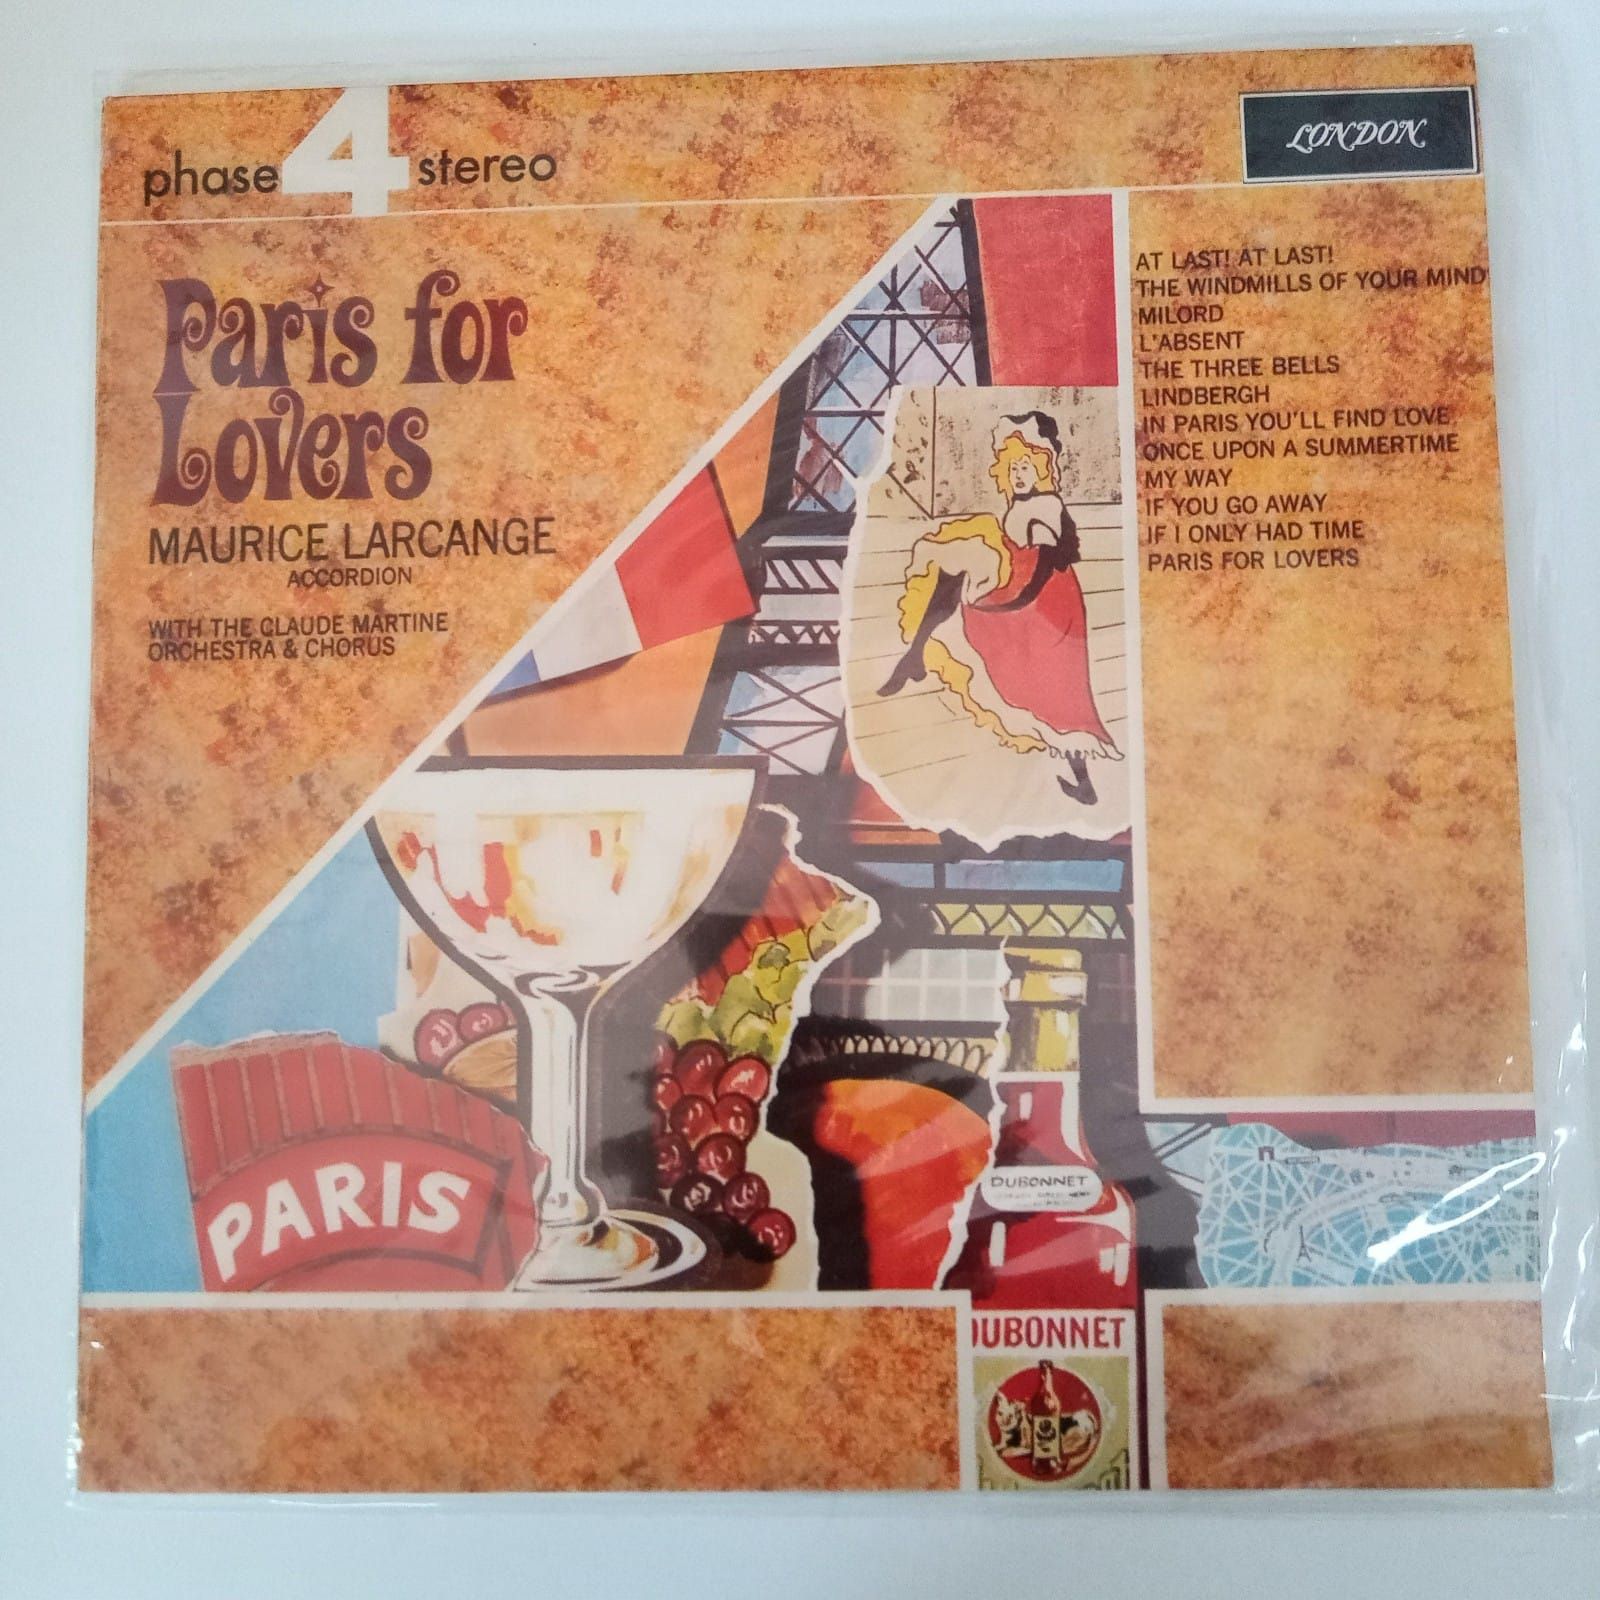 phase 4 stereo
LONDON
Paris for
Lovers
MAURICE LARCANGE
ACCORDION
WITH THE CLAUDE MARTINE
ORCHESTRA & CHORUS
AT LAST! AT LAST!
THE WINDMILLS OF YOUR MIND
MILORD
L'ABSENT
THE THREE BELLS
LINDBERGH
IN PARIS YOU'LL FIND LOVE
ONCE UPON A SUMMERTIME
MY WAY
IF YOU GO AWAY
IF I ONLY HAD TIME
PARIS FOR LOVERS
PARIS
DUBONNET
UBONNET